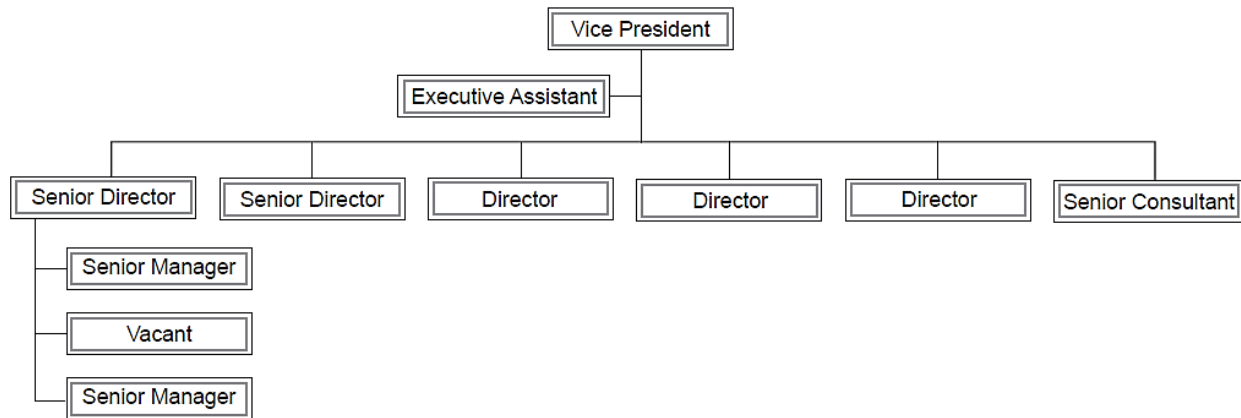 Vice President
Executive Assistant
Senior Director
Senior Director
Director
Director
Director
Senior Consultant
Senior Manager
Vacant
Senior Manager